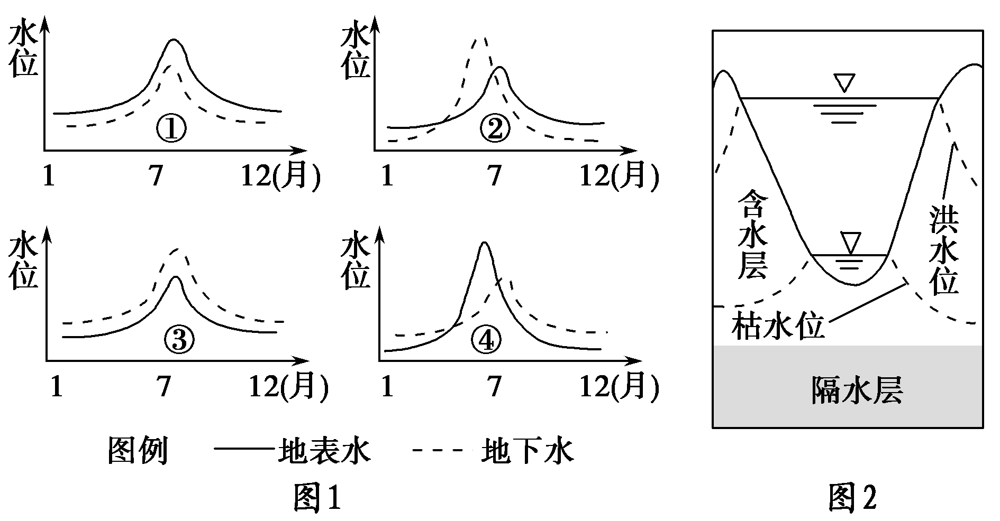 水位
①
1 7 12(月)
水位
②
1 7 12(月)
水位
③
1 7 12(月)
水位
④
1 7 12(月)
图例 地表水 地下水
图1
含水层
洪水位
枯水位
隔水层
图2